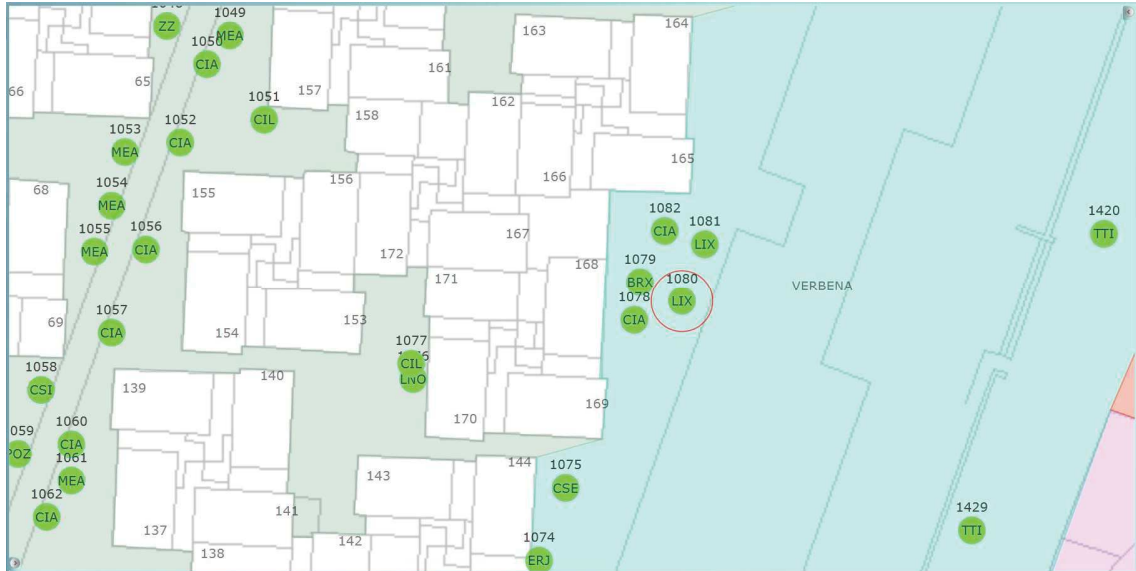 1049
ZZ
MEA
1050
CIA
163
164
161
65
66
157
1051
CIL
162
158
1053
MEA
1052
CIA
165
166
156
155
68
1054
MEA
1082
CIA
1081
LIX
1420
TTI
1055
MEA
1056
CIA
167
172
168
171
1079
BRX
1080
LIX
VERBENA
1078
CIA
69
1057
CIA
154
153
1077
CIL
LNO
1058
CSI
139
140
169
170
1060
CIA
POZ
1061
MEA
144
143
1075
CSE
1062
CIA
141
137
142
138
1429
TTI
1074
ERJ